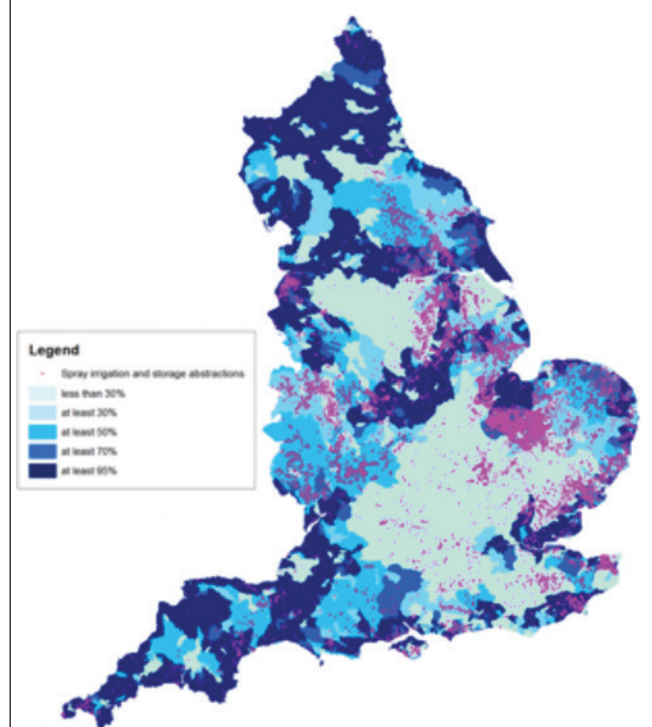 Legend
Spray irrigation and storage abstractions
less than 30%
at least 30%
at least 50%
at least 70%
at least 95%